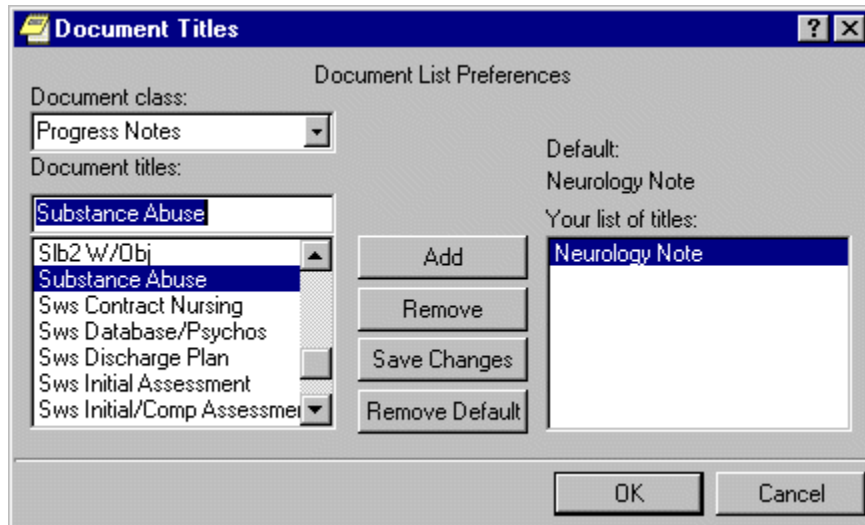 Document Titles
Document List Preferences
Document class:
Progress Notes
Document titles:
Substance Abuse
Slb2 W/Obj
Substance Abuse
Sws Contract Nursing
Sws Database/Psychos
Sws Discharge Plan
Sws Initial Assessment
Sws Initial/Comp Assessme
Add
Remove
Save Changes
Remove Default
Default:
Neurology Note
Your list of titles:
Neurology Note
OK
Cancel